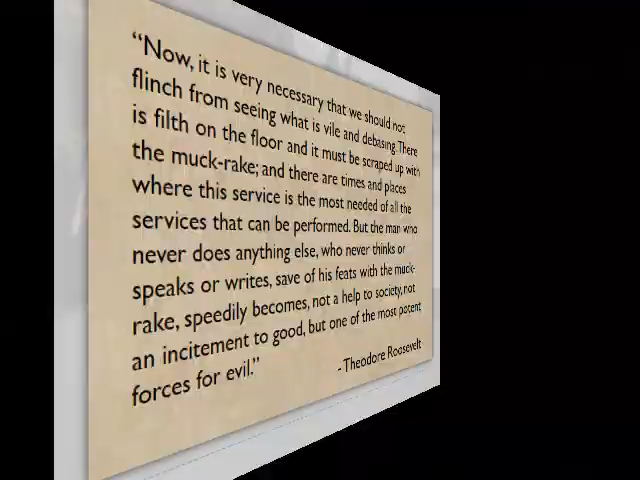 “Now, it is very necessary that we should not
flinch from seeing what is vile and debasing. There
is filth on the floor and it must be scraped up with
the muck-rake; and there are times and places
where this service is the most needed of all the
services that can be performed. But the man who
never does anything else, who never thinks or
speaks or writes, save of his feats with the muck-
rake, speedily becomes, not a help to society, not
an incitement to good, but one of the most potent
forces for evil.”
- Theodore Roosevelt